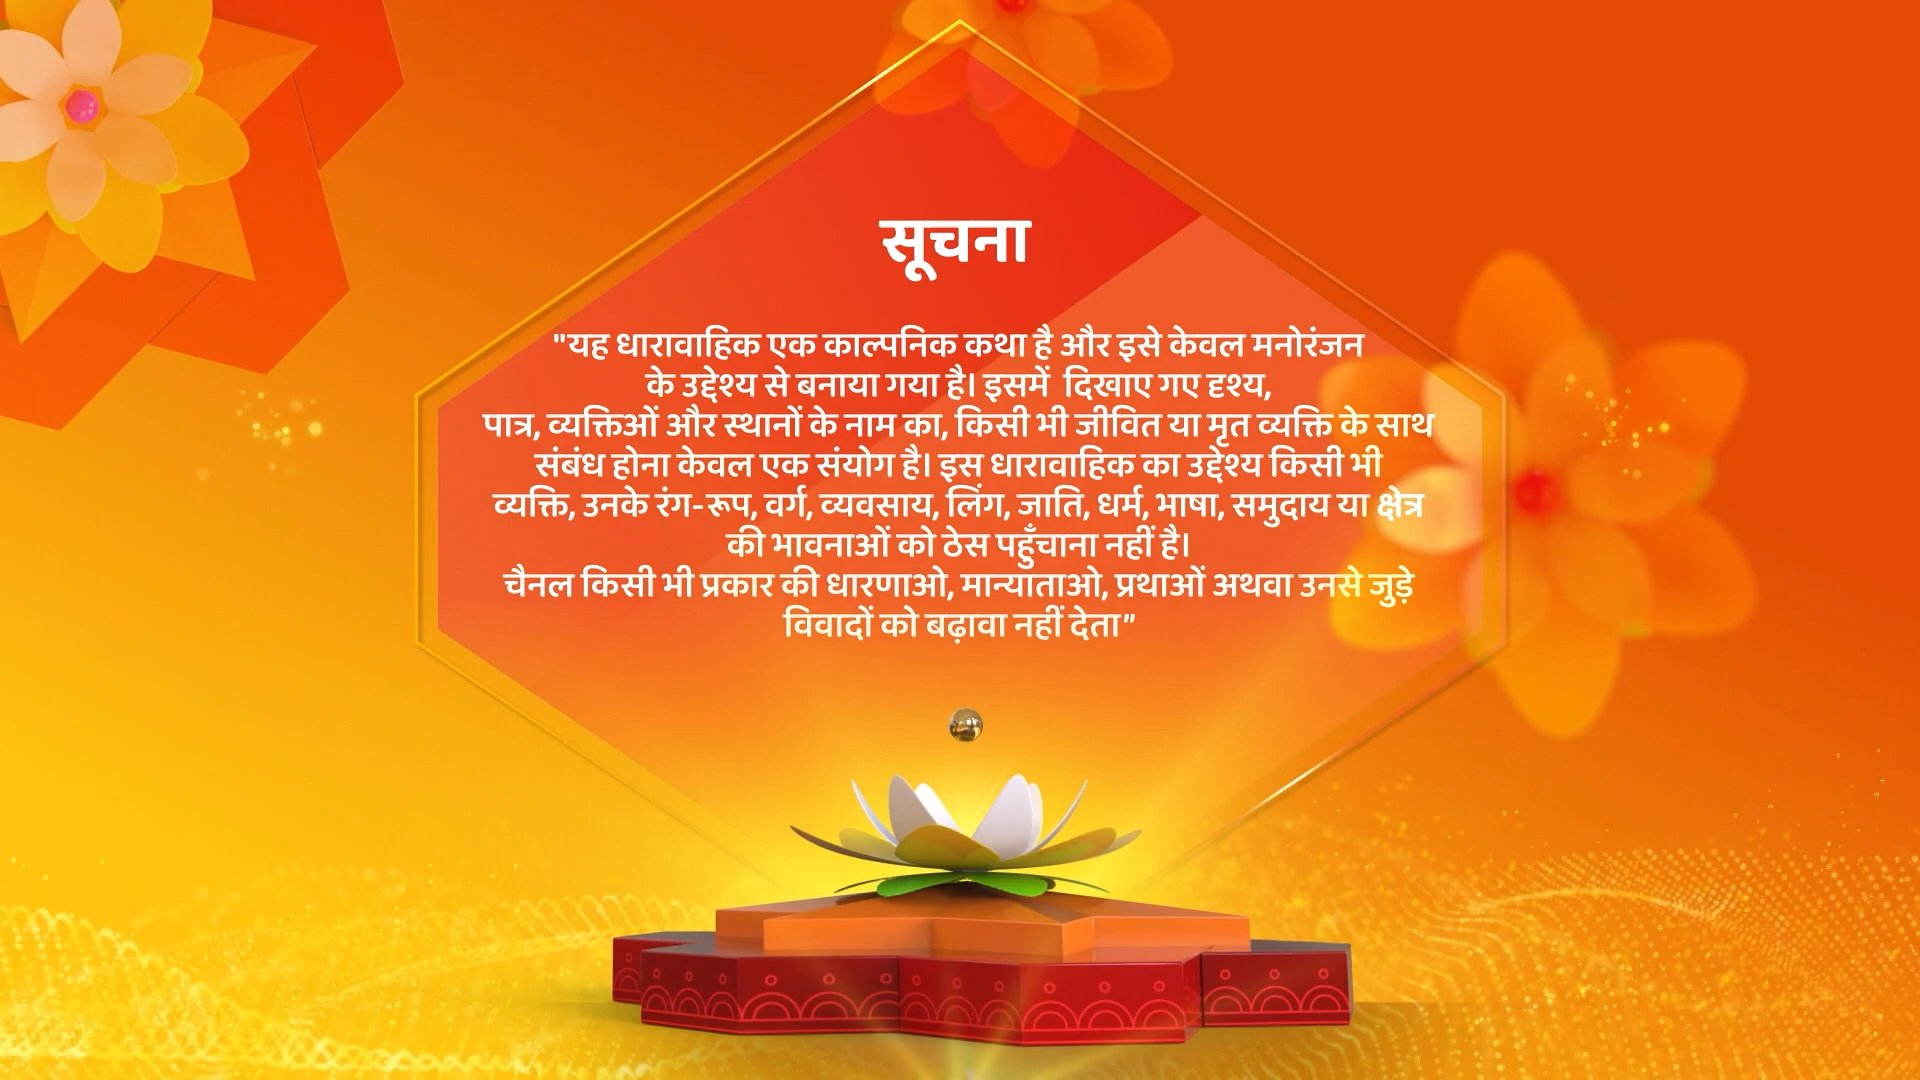 सूचना
"यह धारावाहिक एक काल्पनिक कथा है और इसे केवल मनोरंजन
के उद्देश्य से बनाया गया है। इसमें दिखाए गए दृश्य,
पात्र, व्यक्तिओं और स्थानों के नाम का, किसी भी जीवित या मृत व्यक्ति के साथ
संबंध होना केवल एक संयोग है। इस धारावाहिक का उद्देश्य किसी भी
व्यक्ति, उनके रंग-रूप, वर्ग, व्यवसाय, लिंग, जाति, धर्म, भाषा, समुदाय या क्षेत्र
की भावनाओं को ठेस पहुँचाना नहीं है।
चैनल किसी भी प्रकार की धारणाओ, मान्याताओ, प्रथाओं अथवा उनसे जुड़े
विवादों को बढ़ावा नहीं देता”